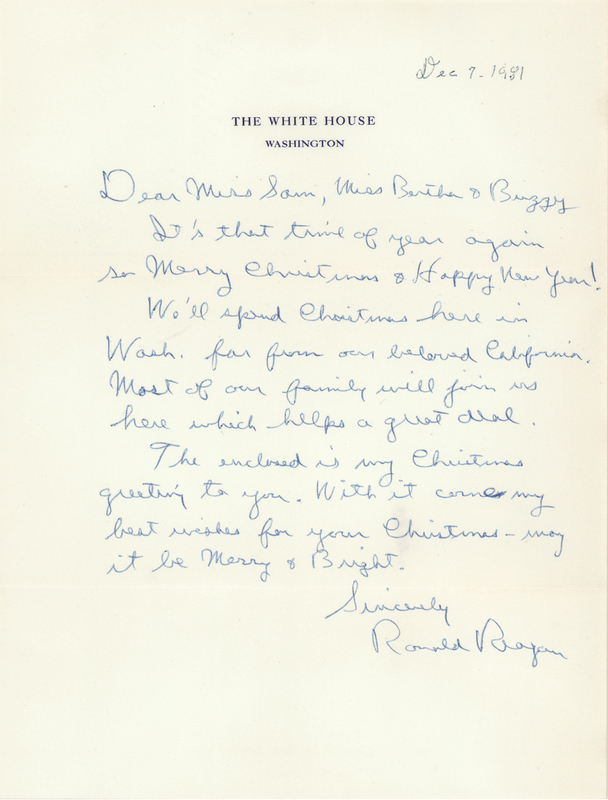 Dec 7 - 1981
THE WHITE HOUSE
WASHINGTON
Dear Miss Sam, Miss Bertha & Buzzy
It's that time of year again
so Merry Christmas & Happy New Year!
We'll spend Christmas here in
Wash. far from our beloved California.
Most of our family will join us
here which helps a great deal.
The enclosed is my Christmas
greeting to you. With it comes my
best wishes for your Christmas – may
it be Merry & Bright.
Sincerely
Ronald Reagan